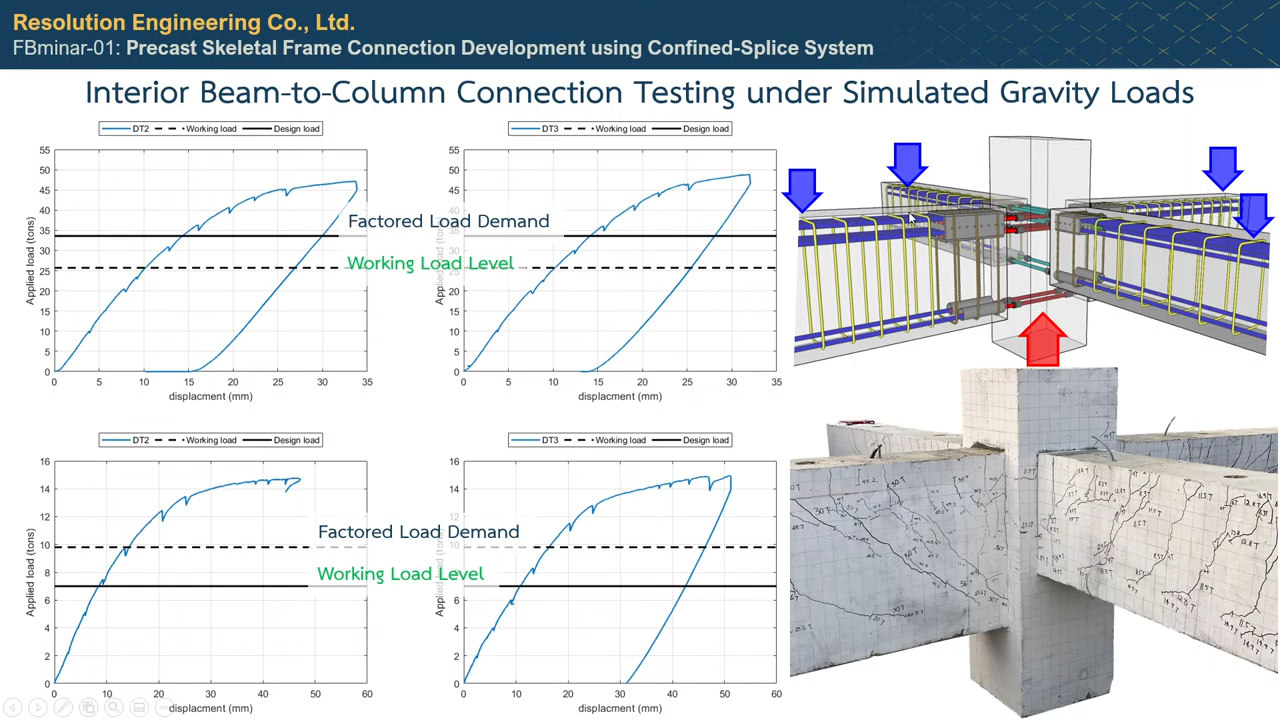 Resolution Engineering Co., Ltd.
FBminar-01: Precast Skeletal Frame Connection Development using Confined-Splice System
Interior Beam-to-Column Connection Testing under Simulated Gravity Loads
DT2 Working load Design load
55
50
45
40
35
30
25
20
15
10
5
0
Applied load (tons)
0 5 10 15 20 25 30 35
displacment (mm)
DT3 Working load Design load
55
50
45
40
35
30
25
20
15
10
5
0
0 5 10 15 20 25 30 35
displacment (mm)
Factored Load Demand
Working Load Level
DT2 Working load Design load
16
14
12
10
8
6
4
2
0
Applied load (tons)
0 10 20 30 40 50 60
displacment (mm)
DT3 Working load Design load
16
14
12
10
8
6
4
2
0
0 10 20 30 40 50 60
displacment (mm)
Factored Load Demand
Working Load Level
30T
11.5T
12.8T